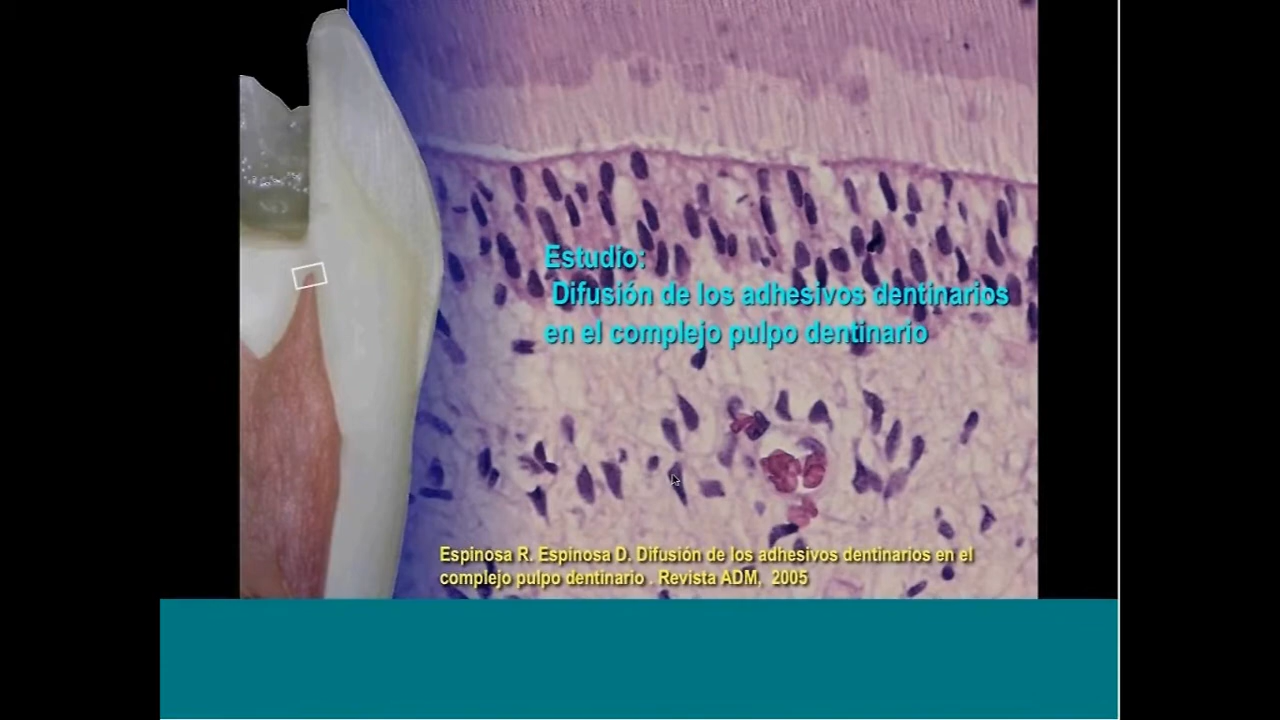 Estudio:
Difusión de los adhesivos dentinarios
en el complejo pulpo dentinario
Espinosa R. Espinosa D. Difusión de los adhesivos dentinarios en el
complejo pulpo dentinario . Revista ADM, 2005